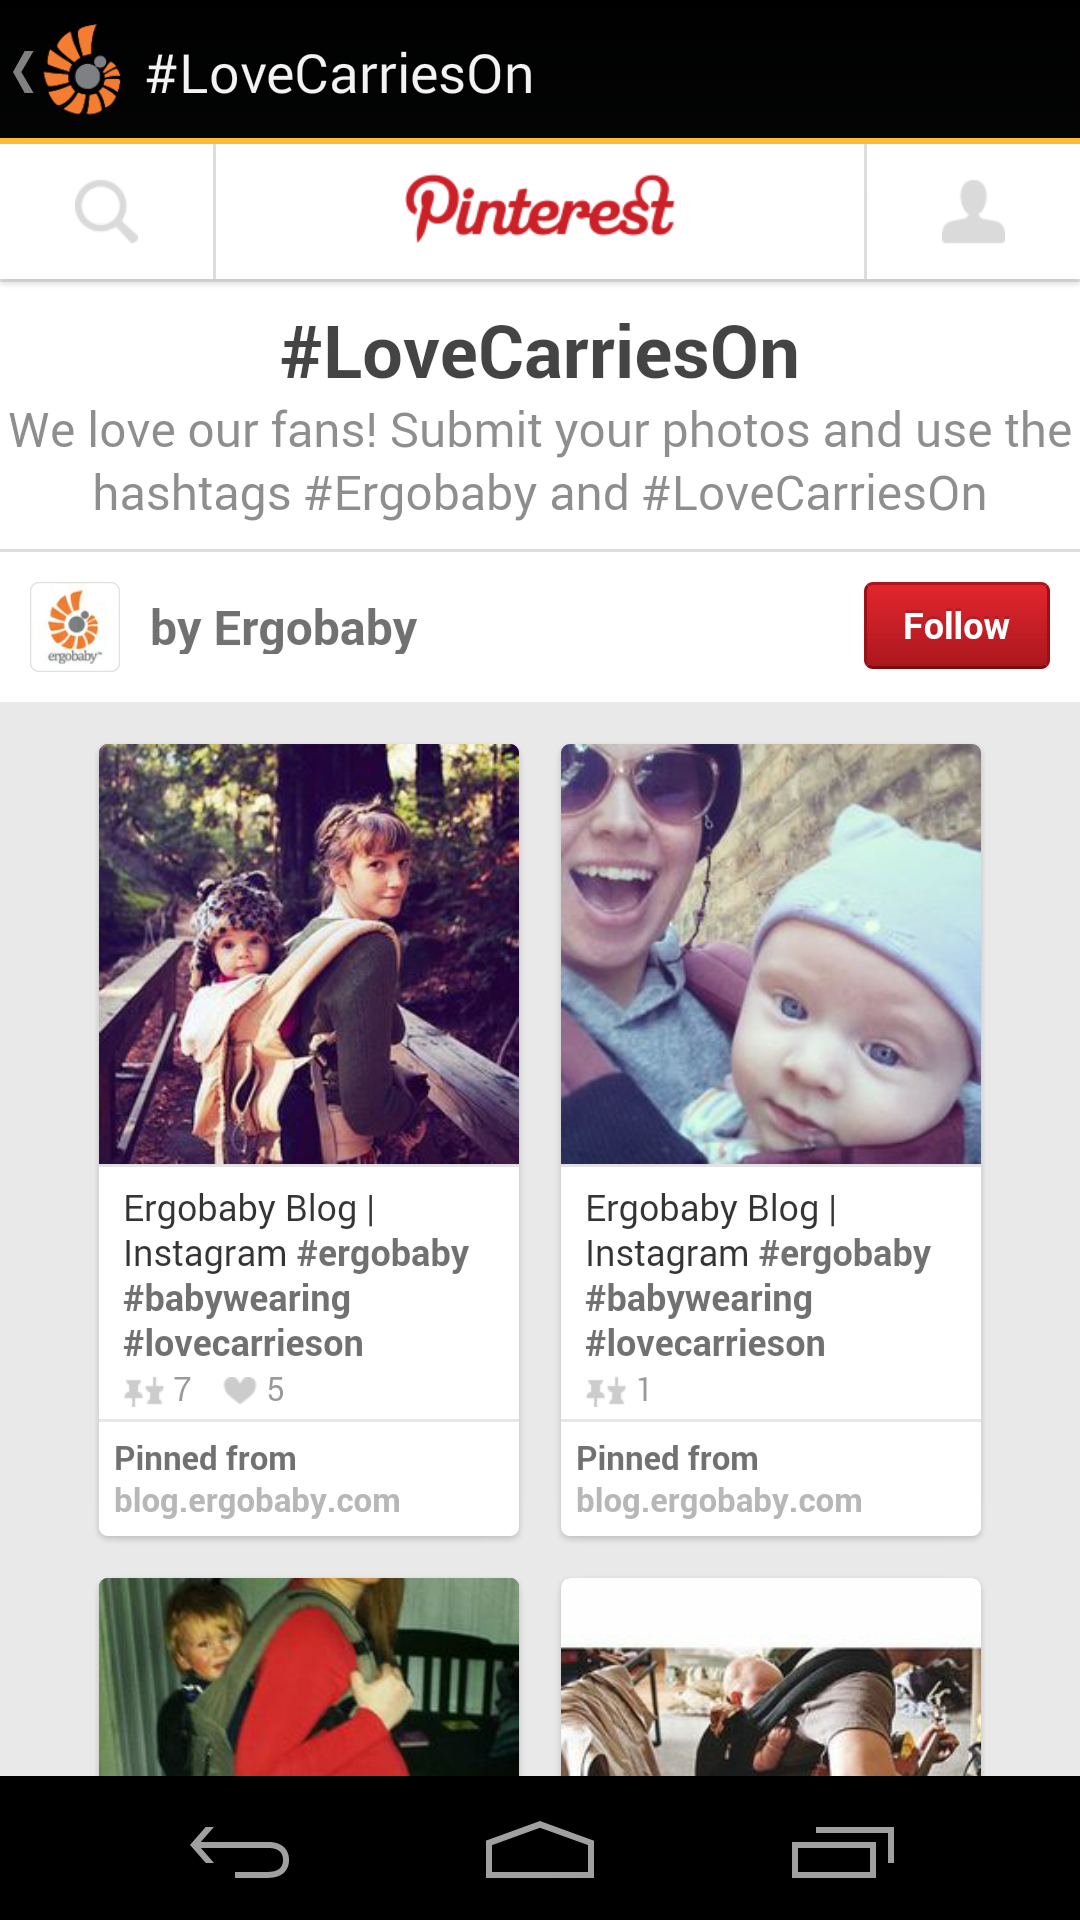 #LoveCarriesOn
Pinterest
#LoveCarriesOn
We love our fans! Submit your photos and use the
hashtags #Ergobaby and #LoveCarriesOn
ergobaby™
by Ergobaby
Follow
Ergobaby Blog |
Instagram #ergobaby
#babywearing
#lovecarrieson
7 5
Pinned from
blog.ergobaby.com
Ergobaby Blog |
Instagram #ergobaby
#babywearing
#lovecarrieson
1
Pinned from
blog.ergobaby.com